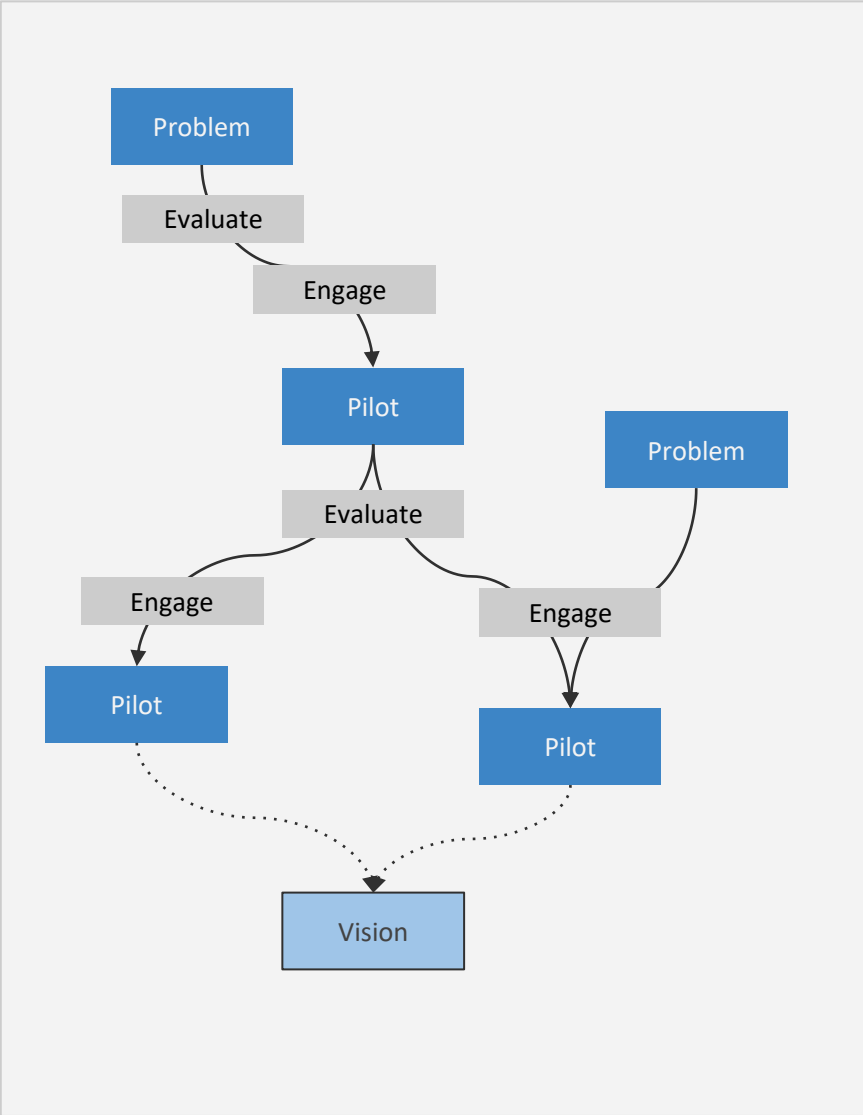 Problem
Evaluate
Engage
Pilot
Problem
Evaluate
Engage
Engage
Pilot
Pilot
Vision